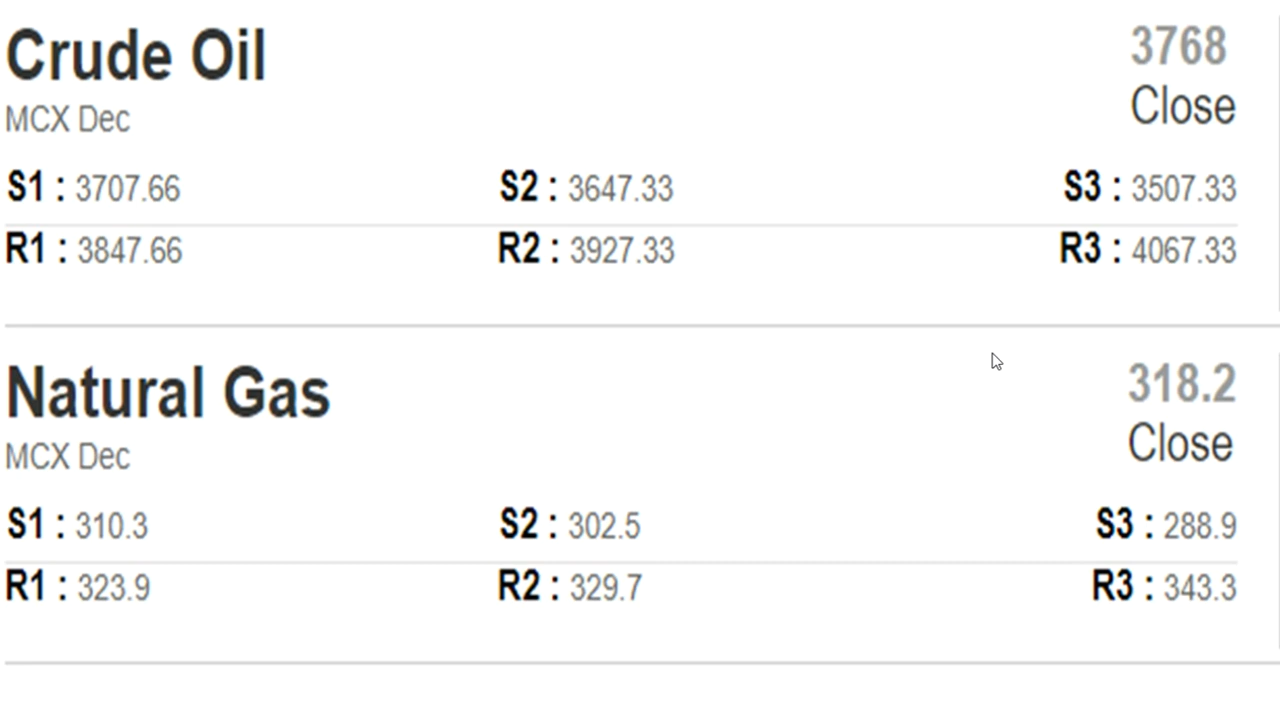 Crude Oil
3768
MCX Dec
Close
S1 : 3707.66 S2 : 3647.33 S3 : 3507.33
R1 : 3847.66 R2 : 3927.33 R3 : 4067.33
Natural Gas
318.2
MCX Dec
Close
S1 : 310.3 S2 : 302.5 S3 : 288.9
R1 : 323.9 R2 : 329.7 R3 : 343.3